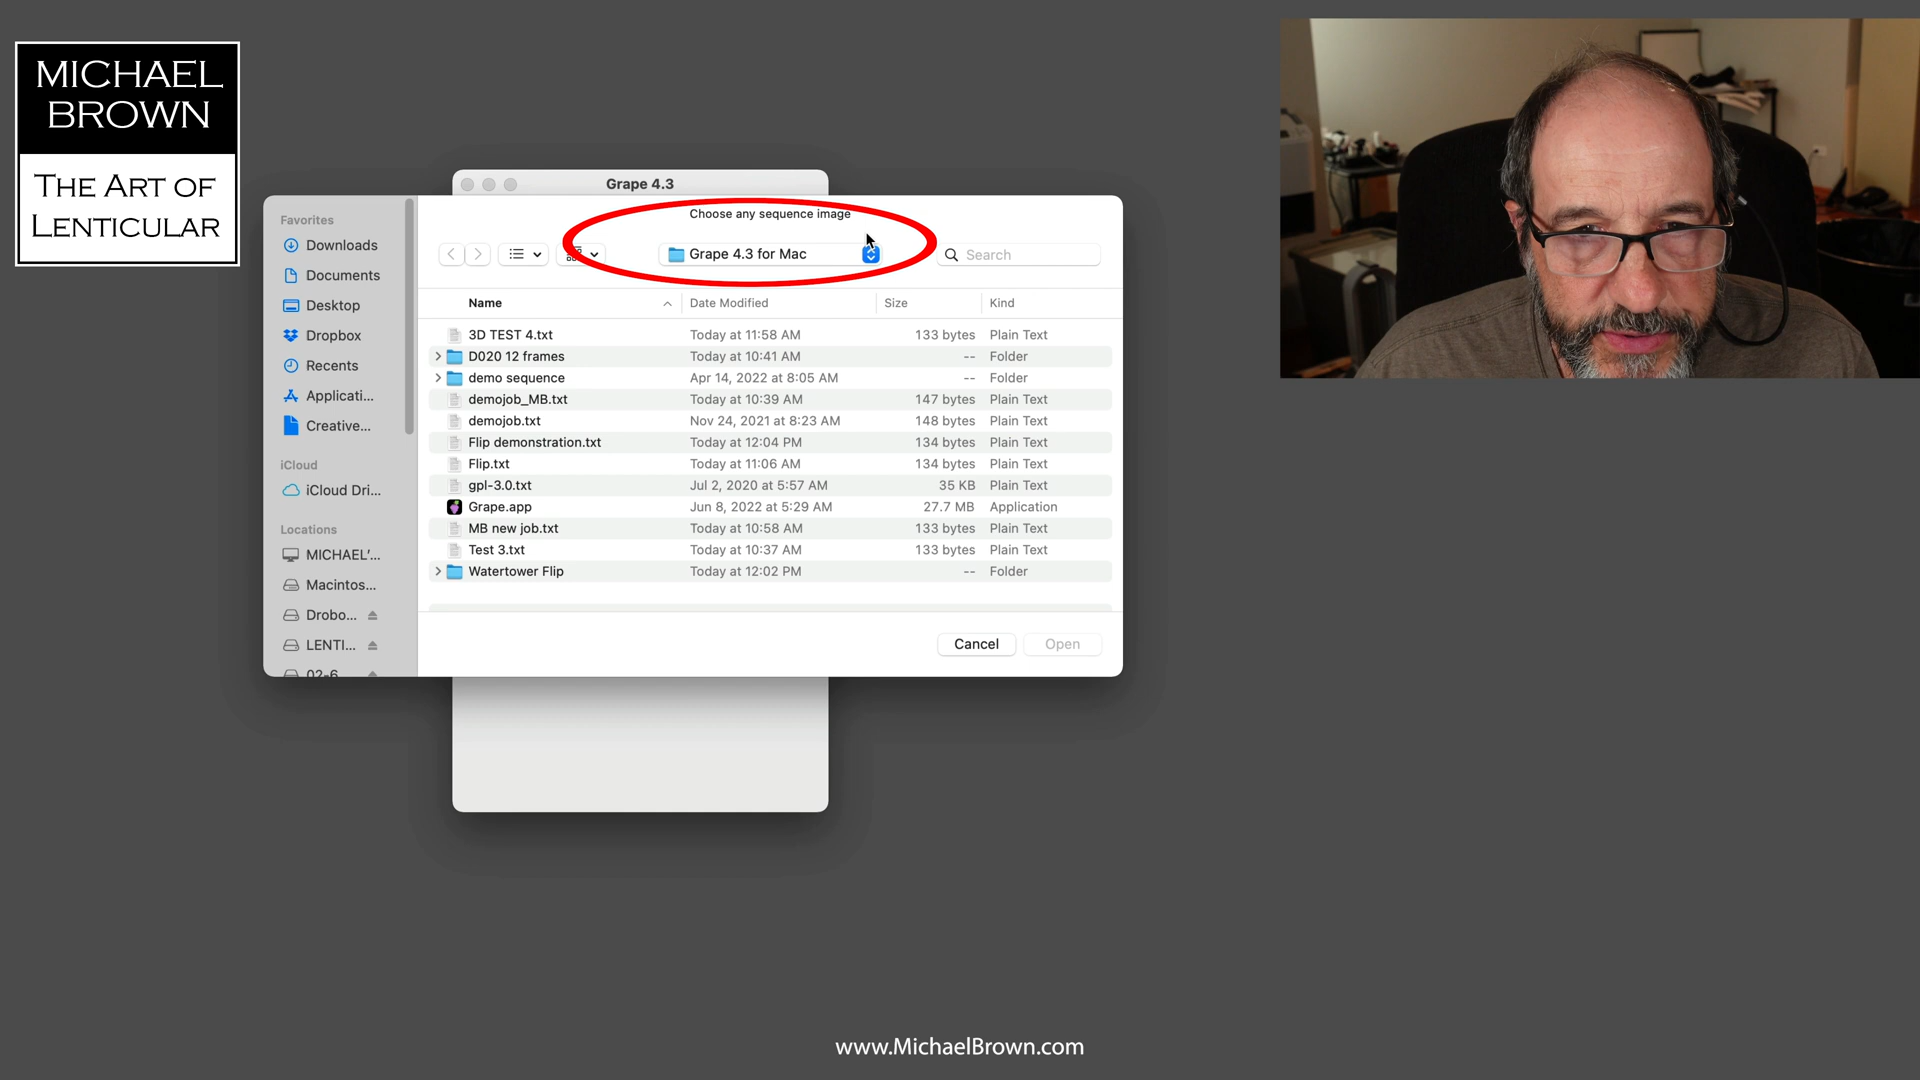 MICHAEL
BROWN
THE ART OF
LENTICULAR
Grape 4.3
Choose any sequence image
Grape 4.3 for Mac
Search
Favorites
Downloads
Documents
Desktop
Dropbox
Recents
Applicati...
Creative...
iCloud
iCloud Dri...
Locations
MICHAEL'...
Macintos...
Drobo...
LENTI...
02-6
Name Date Modified Size Kind
3D TEST 4.txt Today at 11:58 AM 133 bytes Plain Text
D020 12 frames Today at 10:41 AM -- Folder
demo sequence Apr 14, 2022 at 8:05 AM -- Folder
demojob_MB.txt Today at 10:39 AM 147 bytes Plain Text
demojob.txt Nov 24, 2021 at 8:23 AM 148 bytes Plain Text
Flip demonstration.txt Today at 12:04 PM 134 bytes Plain Text
Flip.txt Today at 11:06 AM 134 bytes Plain Text
gpl-3.0.txt Jul 2, 2020 at 5:57 AM 35 KB Plain Text
Grape.app Jun 8, 2022 at 5:29 AM 27.7 MB Application
MB new job.txt Today at 10:58 AM 133 bytes Plain Text
Test 3.txt Today at 10:37 AM 133 bytes Plain Text
Watertower Flip Today at 12:02 PM -- Folder
Cancel Open
www.MichaelBrown.com